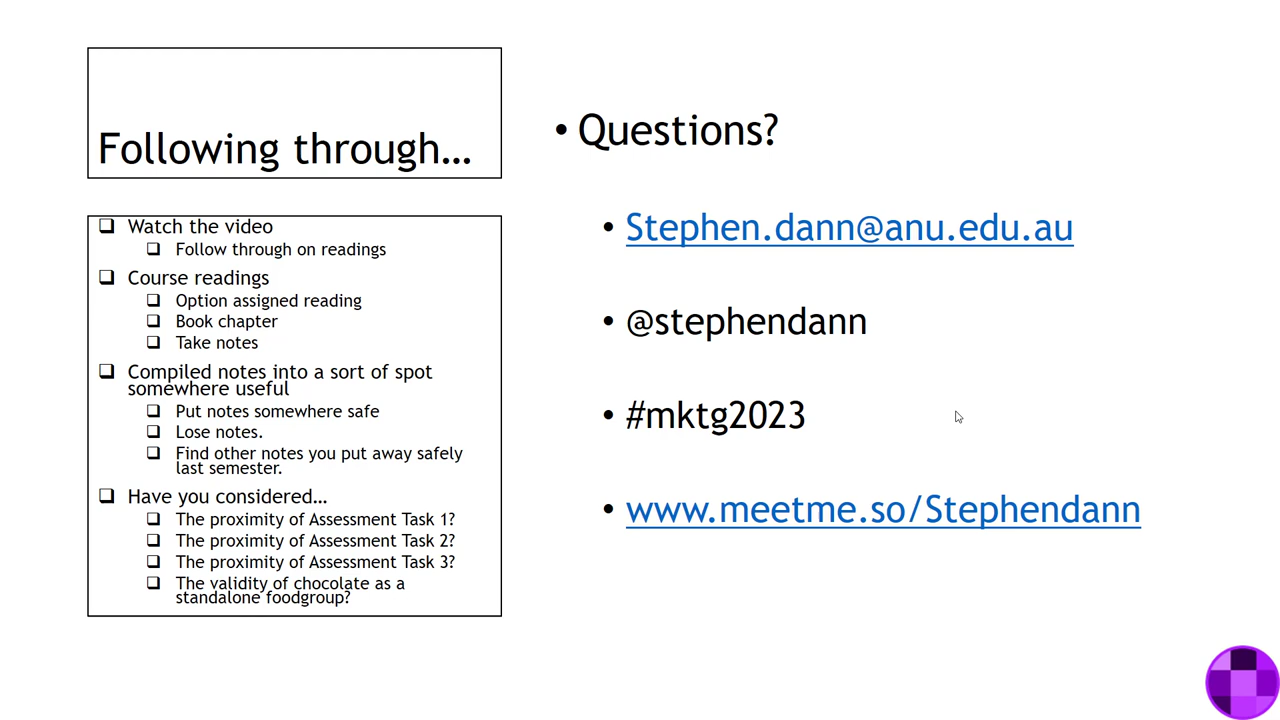 Following through…
❑ Watch the video
❑ Follow through on readings
❑ Course readings
❑ Option assigned reading
❑ Book chapter
❑ Take notes
❑ Compiled notes into a sort of spot
somewhere useful
❑ Put notes somewhere safe
❑ Lose notes.
❑ Find other notes you put away safely
last semester.
❑ Have you considered…
❑ The proximity of Assessment Task 1?
❑ The proximity of Assessment Task 2?
❑ The proximity of Assessment Task 3?
❑ The validity of chocolate as a
standalone foodgroup?
• Questions?
• Stephen.dann@anu.edu.au
• @stephendann
• #mktg2023
• www.meetme.so/Stephendann